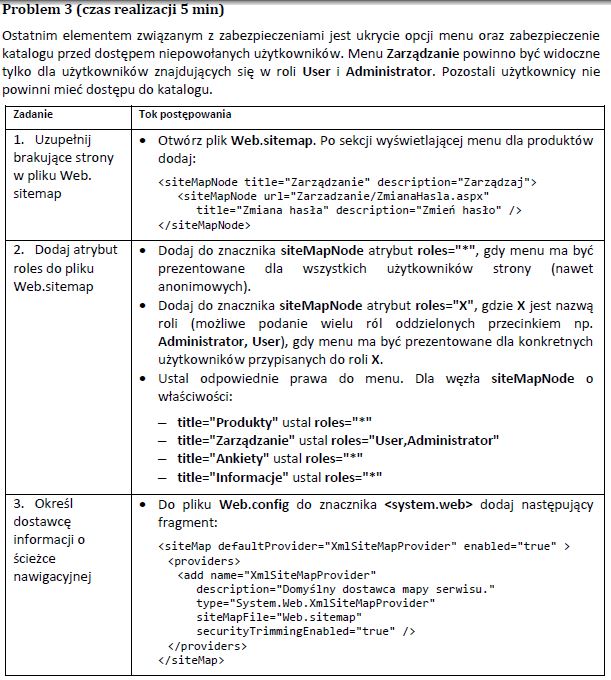 Problem 3 (czas realizacji 5 min)
Ostatnim elementem związanym z zabezpieczeniami jest ukrycie opcji menu oraz zabezpieczenie
katalogu przed dostępem niepowołanych użytkowników. Menu Zarządzanie powinno być widoczne
tylko dla użytkowników znajdujących się w roli User i Administrator. Pozostali użytkownicy nie
powinni mieć dostępu do katalogu.
Zadanie
Tok postępowania
1. Uzupełnij
brakujące strony
w pliku Web.
sitemap
• Otwórz plik Web.sitemap. Po sekcji wyświetlającej menu dla produktów
dodaj:
<siteMapNode title="Zarządzanie" description="Zarządzaj">
<siteMapNode url="Zarzadzanie/ZmianaHasla.aspx"
title="Zmiana hasła" description="Zmień hasło" />
</siteMapNode>
2. Dodaj atrybut
roles do pliku
Web.sitemap
• Dodaj do znacznika siteMapNode atrybut roles="*", gdy menu ma być
prezentowane dla wszystkich użytkowników strony (nawet
anonimowych).
• Dodaj do znacznika siteMapNode atrybut roles="X", gdzie X jest nazwą
roli (możliwe podanie wielu ról oddzielonych przecinkiem np.
Administrator, User), gdy menu ma być prezentowane dla konkretnych
użytkowników przypisanych do roli X.
• Ustal odpowiednie prawa do menu. Dla węzła siteMapNode o
właściwości:
– title="Produkty" ustal roles="*"
– title="Zarządzanie" ustal roles="User,Administrator"
– title="Ankiety" ustal roles="*"
– title="Informacje" ustal roles="*"
3. Określ
dostawcę
informacji o
ścieżce
nawigacyjnej
• Do pliku Web.config do znacznika <system.web> dodaj następujący
fragment:
<siteMap defaultProvider="XmlSiteMapProvider" enabled="true" >
<providers>
<add name="XmlSiteMapProvider"
description="Domyślny dostawca mapy serwisu."
type="System.Web.XmlSiteMapProvider"
siteMapFile="Web.sitemap"
securityTrimmingEnabled="true" />
</providers>
</siteMap>